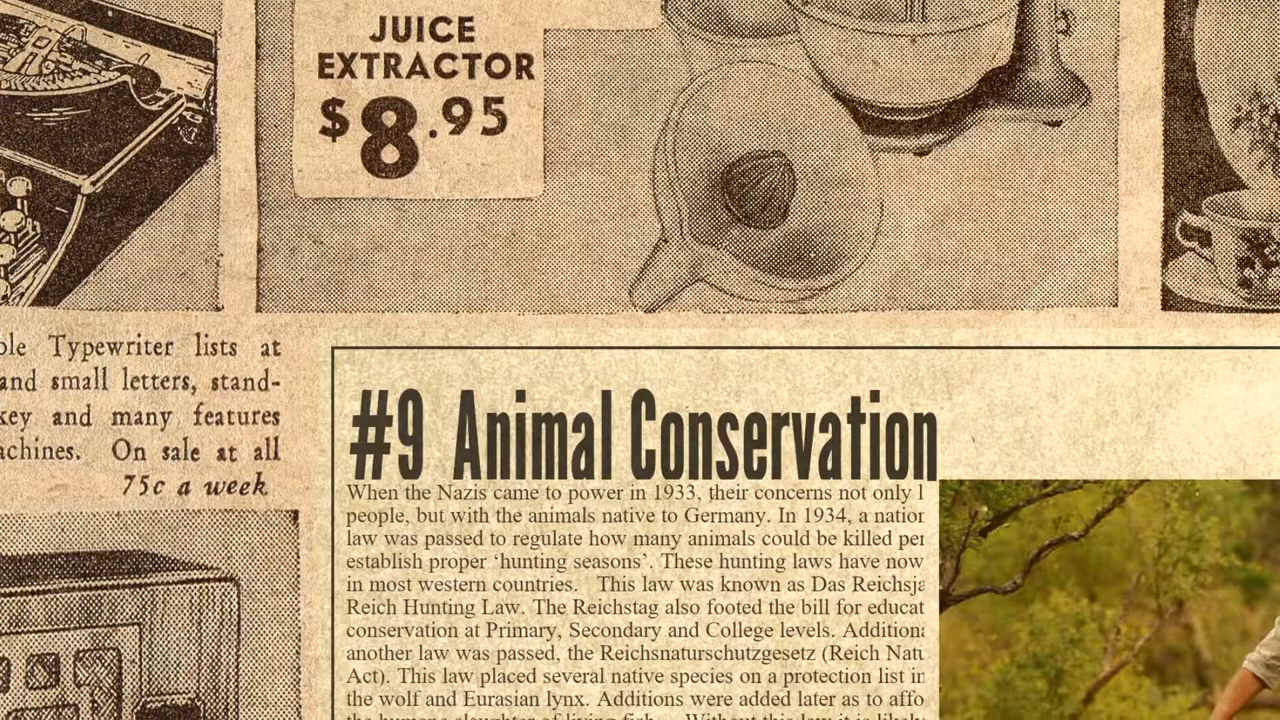 JUICE
EXTRACTOR
$8.95
Typewriter lists at
and small letters, stand-
key and many features
On sale at all
75c a week
#9 Animal Conservation
When the Nazis came to power in 1933, their concerns not only
people, but with the animals native to Germany. In 1934, a
law was passed to regulate how many animals could be killed
establish proper ‘hunting seasons’. These hunting laws have now
in most western countries. This law was known as Das
Reich Hunting Law. The Reichstag also footed the bill for
conservation at Primary, Secondary and College levels.
another law was passed, the Reichsnaturschutzgesetz (Reich
Act). This law placed several native species on a protection list
the wolf and Eurasian lynx. Additions were added later as to